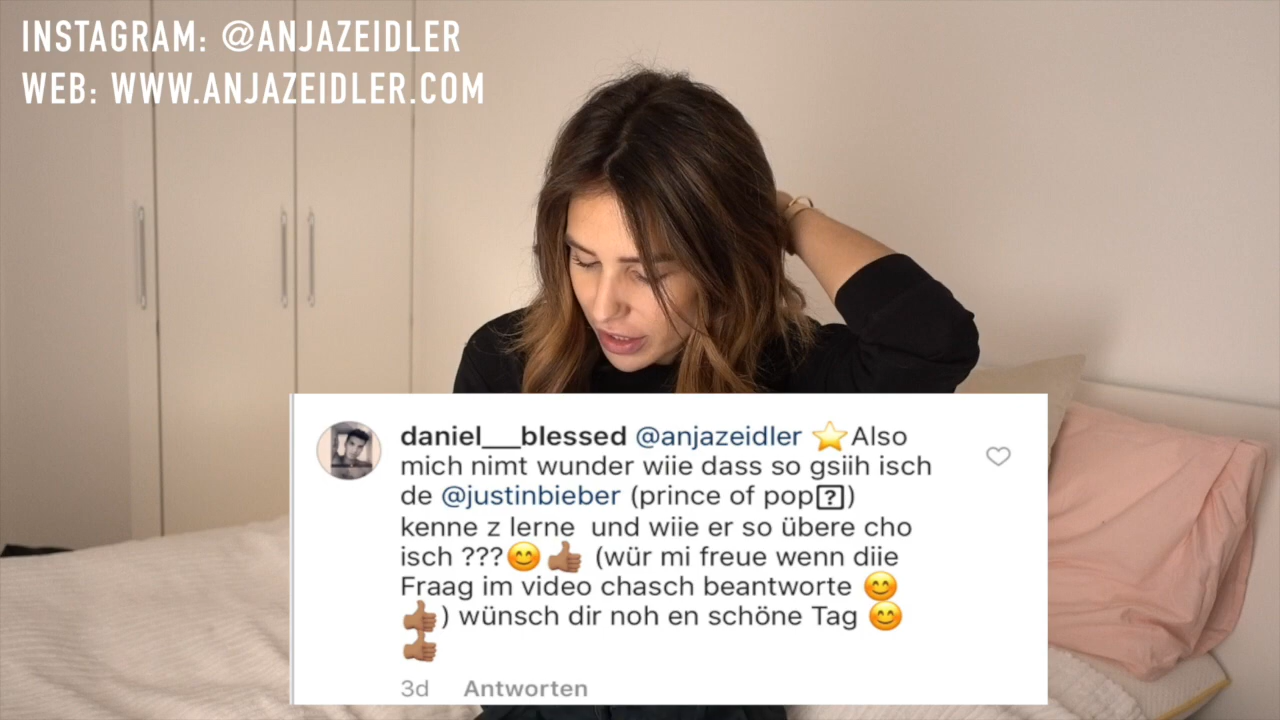 INSTAGRAM: @ANJAZEIDLER
WEB: WWW.ANJAZEIDLER.COM
daniel___blessed @anjazeidler ⭐Also
mich nimt wunder wiie dass so gsiih isch
de @justinbieber (prince of pop⍰)
kenne z lerne und wiie er so übere cho
isch ???😊👍🏽 (wür mi freue wenn diie
Fraag im video chasch beantworte 😊
👍🏽) wünsch dir noh en schöne Tag 😊
👍🏽
3d Antworten